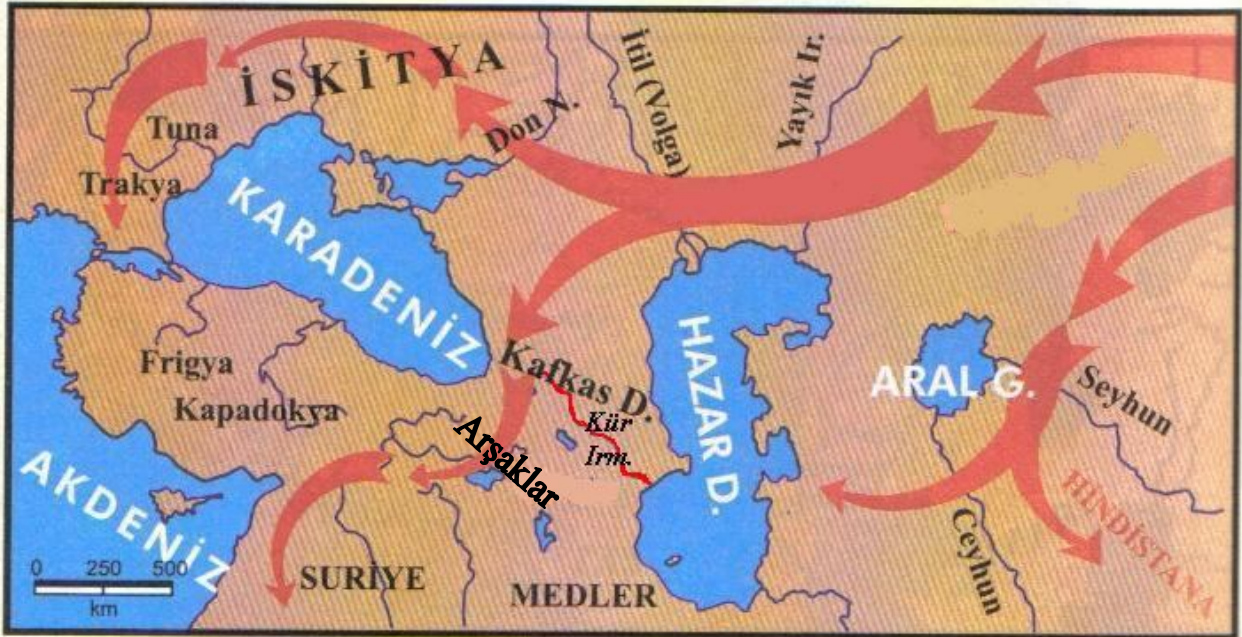 İSKİTYA
Tuna
Trakya
Don N.
İtil (Volga)
Yayık Ir.
KARADENİZ
Kafkas D.
Kür
Irm.
HAZAR D.
ARAL G.
Seyhun
Frigya
Kapadokya
Arşaklar
AKDENİZ
SURİYE
MEDLER
Ceyhun
HİNDİSTANA
0 250 500
km